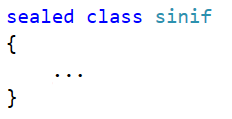 sealed class sinif
{
    ...
}